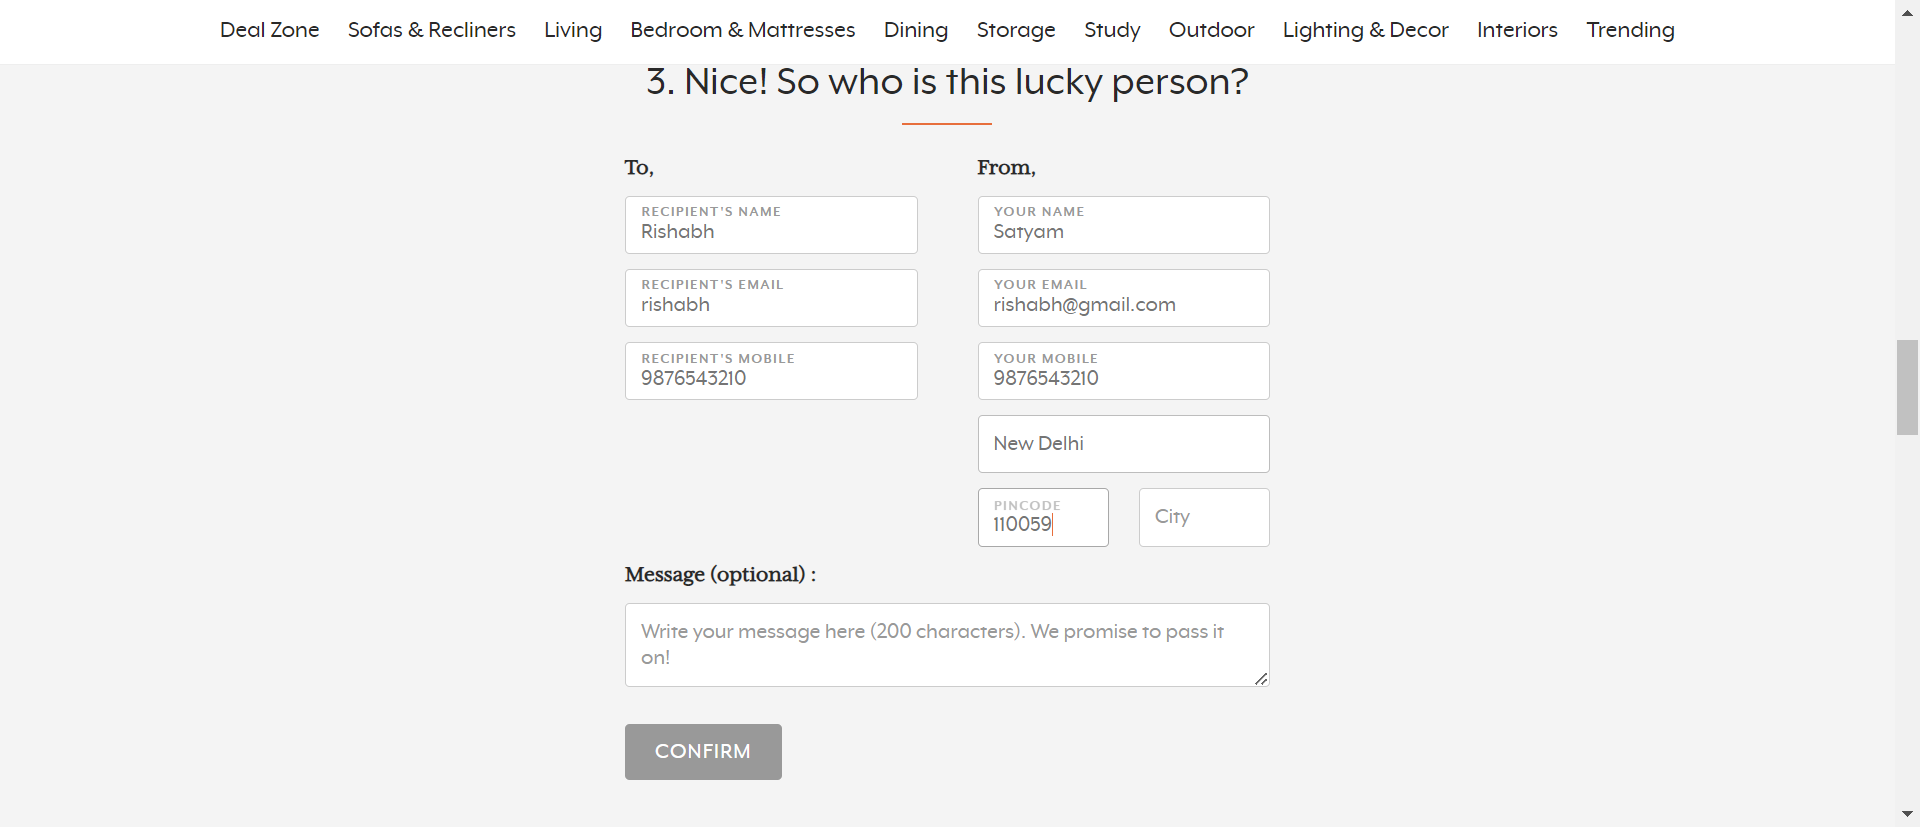 Deal Zone Sofas & Recliners Living Bedroom & Mattresses Dining Storage Study Outdoor Lighting & Decor Interiors Trending
3. Nice! So who is this lucky person?
To,
RECIPIENT'S NAME
Rishabh
RECIPIENT'S EMAIL
rishabh
RECIPIENT'S MOBILE
9876543210
From,
YOUR NAME
Satyam
YOUR EMAIL
rishabh@gmail.com
YOUR MOBILE
9876543210
New Delhi
PINCODE
110059
City
Message (optional) :
Write your message here (200 characters). We promise to pass it
on!
CONFIRM